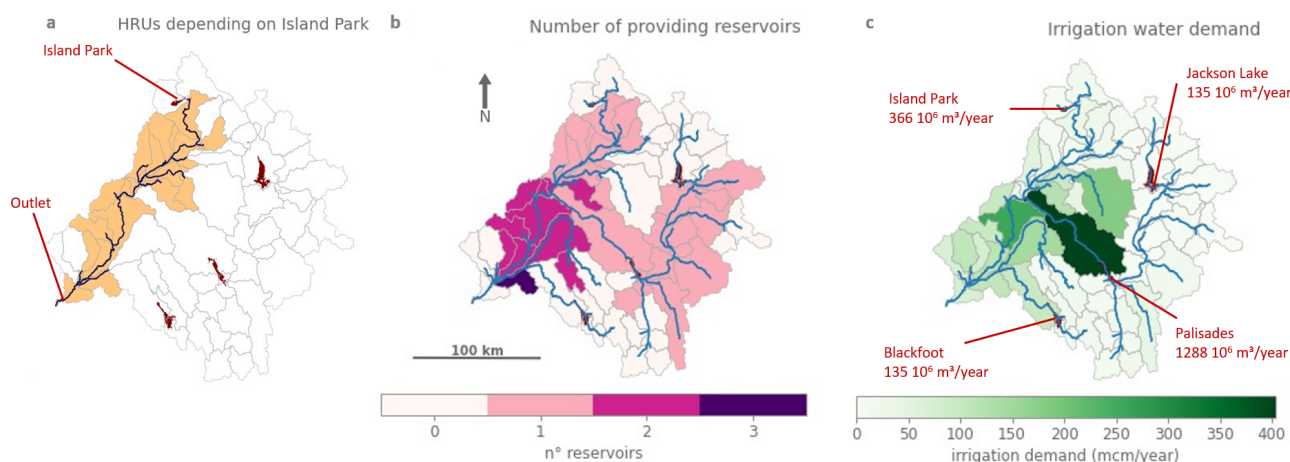 a
HRUs depending on Island Park
Island Park
Outlet
b
Number of providing reservoirs
N
100 km
0
1
2
3
n° reservoirs
c
Irrigation water demand
Jackson Lake
135 10⁶ m³/year
Island Park
366 10⁶ m³/year
Palisades
1288 10⁶ m³/year
Blackfoot
135 10⁶ m³/year
0 50 100 150 200 250 300 350 400
irrigation demand (mcm/year)